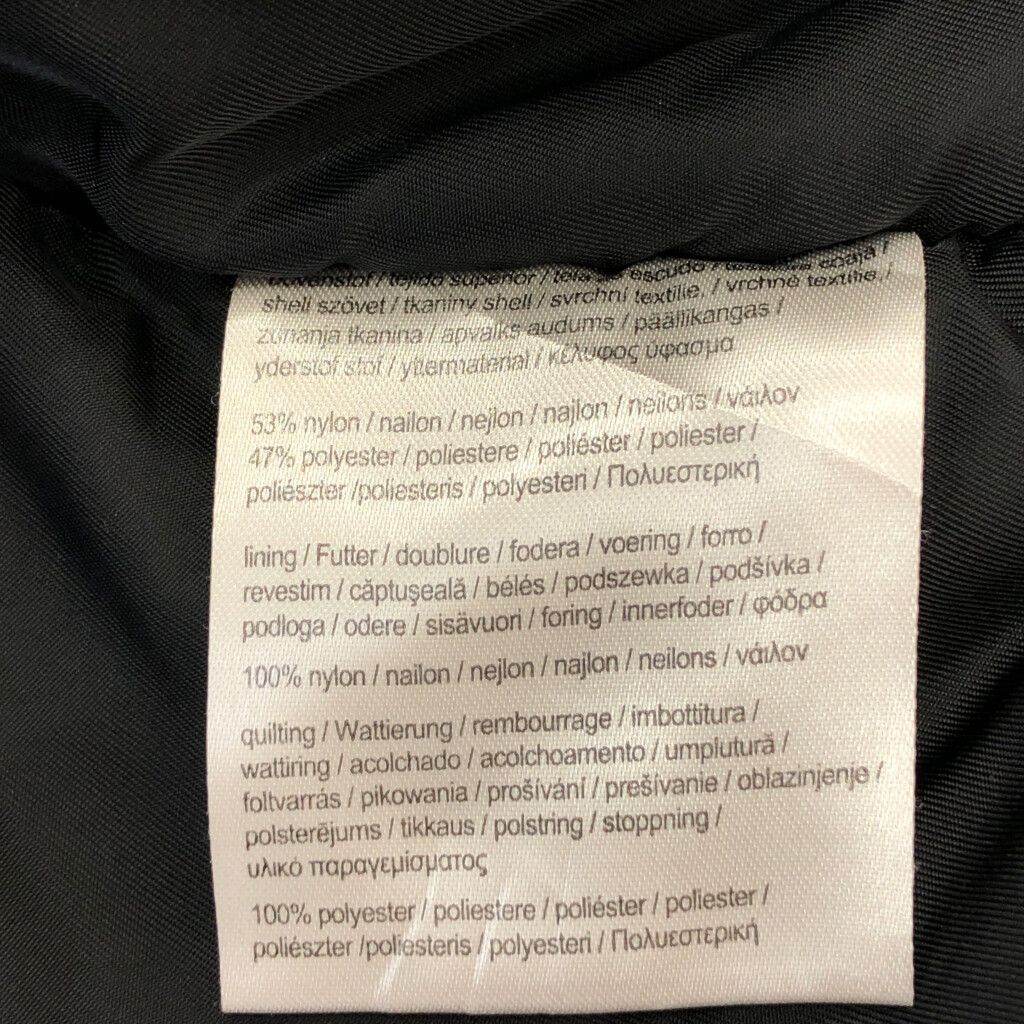 tejido superior / escudo
shell szövet / tkaniny shell / svrchní textilie, / vrchné textílie /
zunanja tkanina / apvalks audums / päällikangas /
yderstof stof / yttermaterial / κέλυφος ύφασμα
53% nylon / nailon / nejlon / najlon / neilons / νάιλον
47% polyester / poliestere / poliéster / poliester /
poliészter /poliesteris / polyesteri / Πολυεστερική
lining / Futter / doublure / fodera / voering / forro /
revestim / căptuşeală / bélés / podszewka / podšívka /
podloga / odere / sisävuori / foring / innerfoder / φόδρα
100% nylon / nailon / nejlon / najlon / neilons / νάιλον
quilting / Wattierung / rembourrage / imbottitura /
wattiring / acolchado / acolchoamento / umplutură /
foltvarrás / pikowania / prošívání / prešívanie / oblazinjenje /
polsterējums / tikkaus / polstring / stoppning /
υλικό παραγεμίσματος
100% polyester / poliestere / poliéster / poliester /
poliészter /poliesteris / polyesteri / Πολυεστερική